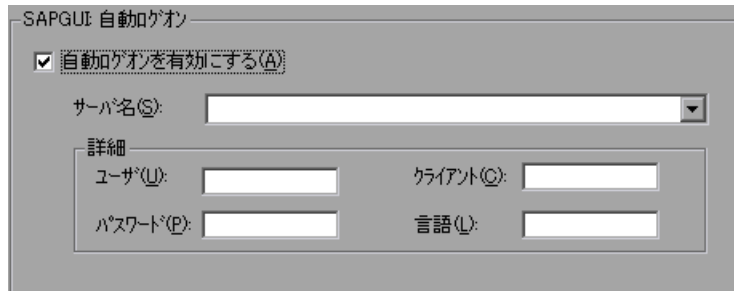 SAPGUI: 自動ログオン
自動ログオンを有効にする(A)
サーバ名(S):
詳細
ユーザ(U):
クライアント(C):
パスワード(P):
言語(L):